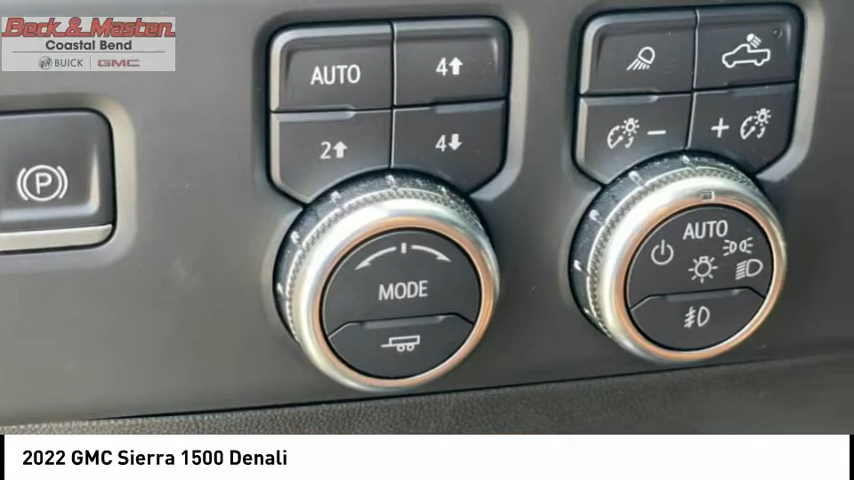 Beck & Masten
Coastal Bend
BUICK | GMC
AUTO
4
2
4
P
MODE
AUTO
2022 GMC Sierra 1500 Denali